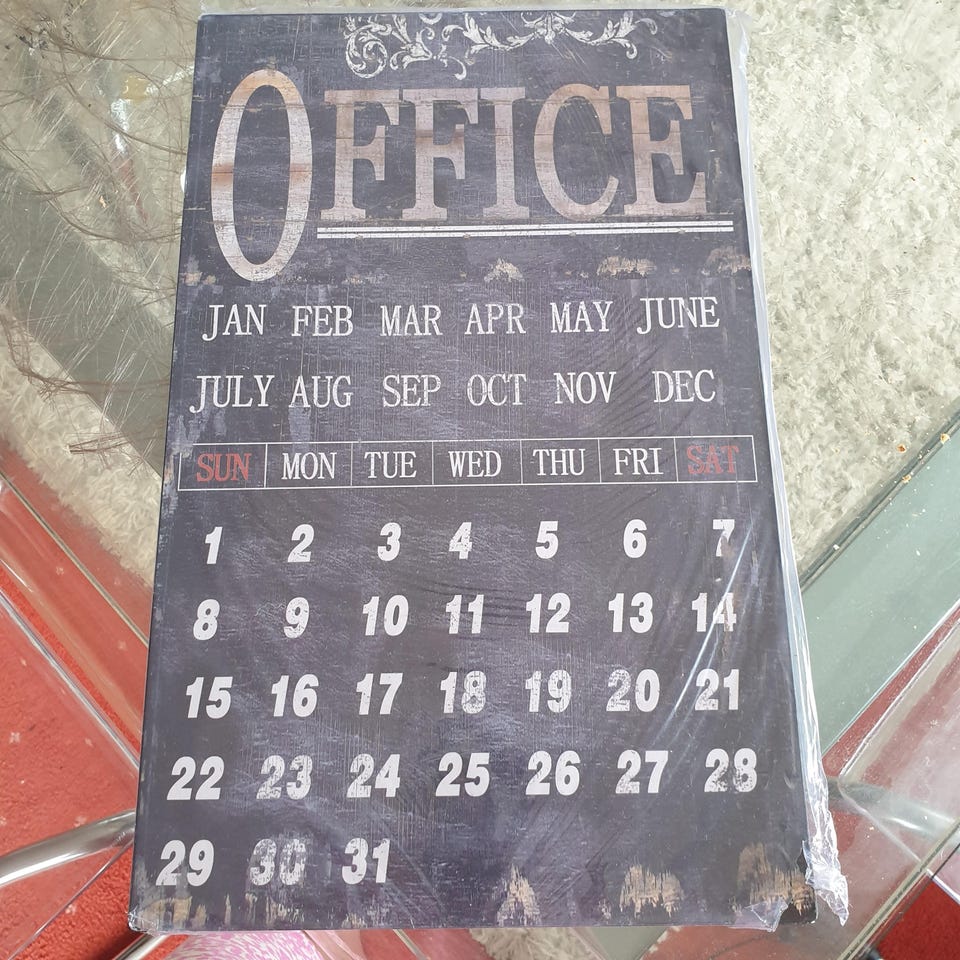 OFFICE
JAN FEB MAR APR MAY JUNE
JULY AUG SEP OCT NOV DEC
SUN MON TUE WED THU FRI SAT
1 2 3 4 5 6 7
8 9 10 11 12 13 14
15 16 17 18 19 20 21
22 23 24 25 26 27 28
29 30 31